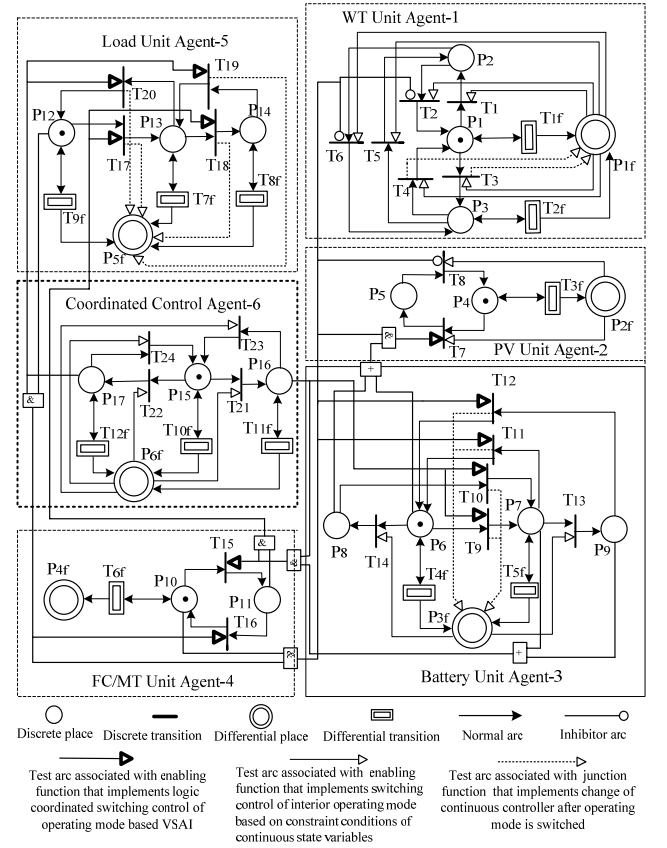 Load Unit Agent-5
T19
T20
P12
P13
P14
T17
T18
T9f
T7f
T8f
P5f
WT Unit Agent-1
P2
T2
T1
P1
T1f
P1f
T6
T5
T4
T3
P3
T2f
Coordinated Control Agent-6
T23
T24
P16
P17
P15
T22
T21
T12f
T10f
T11f
P6f
&
P5
T8
P4
T3f
P2f
T7
&
PV Unit Agent-2
+
T12
T11
T10
P7
T13
P8
P6
T9
P9
T14
T4f
T5f
P3f
+
Battery Unit Agent-3
&
T15
&
P4f
T6f
P10
P11
T16
&
FC/MT Unit Agent-4
Discrete place
Discrete transition
Differential place
Differential transition
Normal arc
Inhibitor arc
Test arc associated with enabling
function that implements logic
coordinated switching control of
operating mode based VSAI
Test arc associated with enabling
function that implements switching
control of interior operating mode
based on constraint conditions of
continuous state variables
Test arc associated with junction
function that implements change of
continuous controller after operating
mode is switched